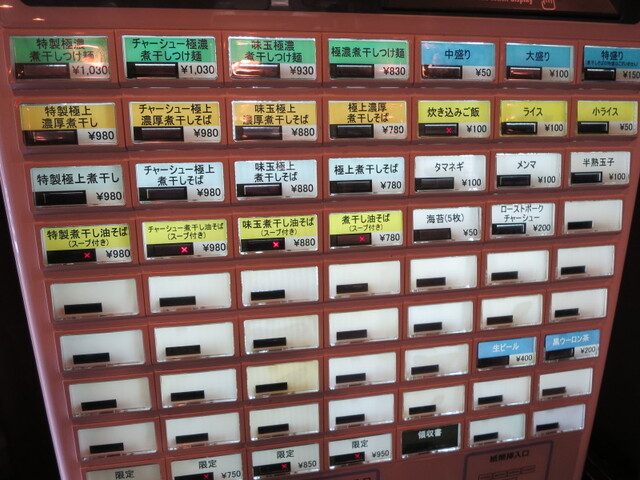 特製極濃
煮干しつけ麺
¥1,030
チャーシュー極濃
煮干しつけ麺
¥1,030
味玉極濃
煮干しつけ麺
¥930
極濃煮干しつけ麺
¥830
中盛り
¥50
大盛り
¥100
特盛り
¥150
特製極上
濃厚煮干し
¥980
チャーシュー極上
濃厚煮干しそば
¥980
味玉極上
濃厚煮干しそば
¥880
極上濃厚
煮干しそば
¥780
炊き込みご飯
¥100
ライス
¥100
小ライス
¥50
特製極上煮干し
¥980
チャーシュー極上
煮干しそば
¥980
味玉極上
煮干しそば
¥880
極上煮干しそば
¥780
タマネギ
¥100
メンマ
¥100
半熟玉子
¥100
特製煮干し油そば
(スープ付き)
¥980
チャーシュー煮干し油そば
(スープ付き)
¥980
味玉煮干し油そば
(スープ付き)
¥880
煮干し油そば
(スープ付き)
¥780
海苔(5枚)
¥50
ローストポーク
チャーシュー
¥200
生ビール
¥400
黒ウーロン茶
¥200
限定
限定
¥750
限定
¥850
限定
¥950
領収書
紙幣挿入口